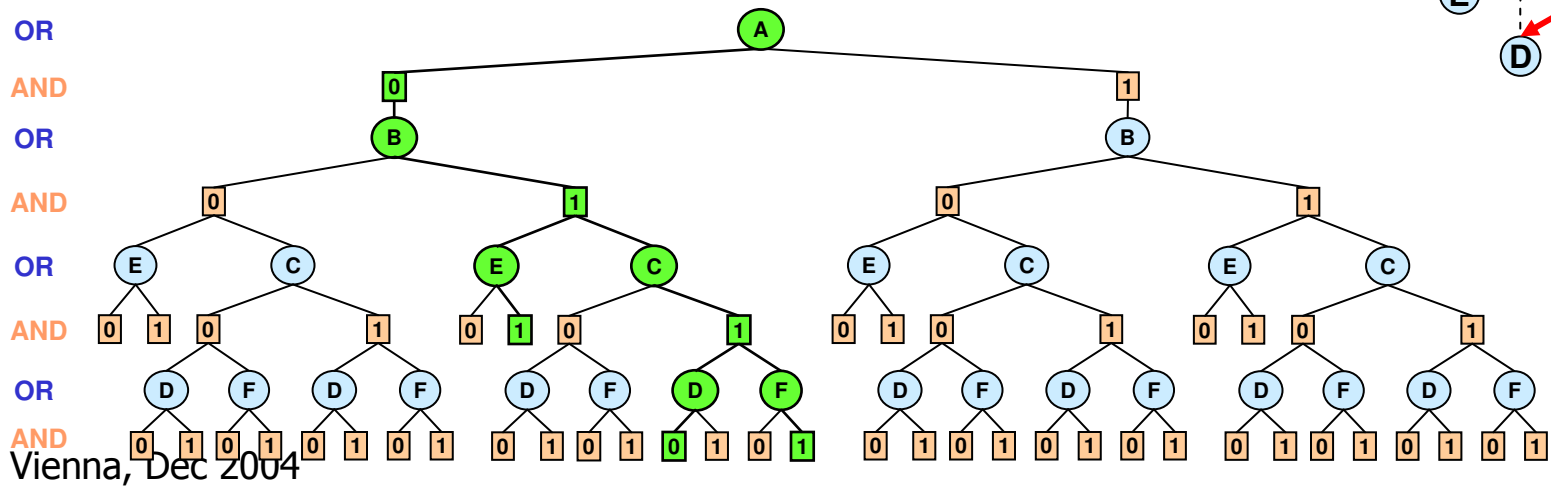 OR A
D
AND 0 1
OR B B
AND 0 1 0 1
OR E C E C E C E C
AND 0 1 0 1 0 1 0 1 0 1 0 1 0 1 0 1
OR D F D F D F D F D F D F D F D F
AND 0 1 0 1 0 1 0 1 0 1 0 1 0 1 0 1 0 1 0 1 0 1 0 1 0 1 0 1 0 1 0 1
Vienna, Dec 2004